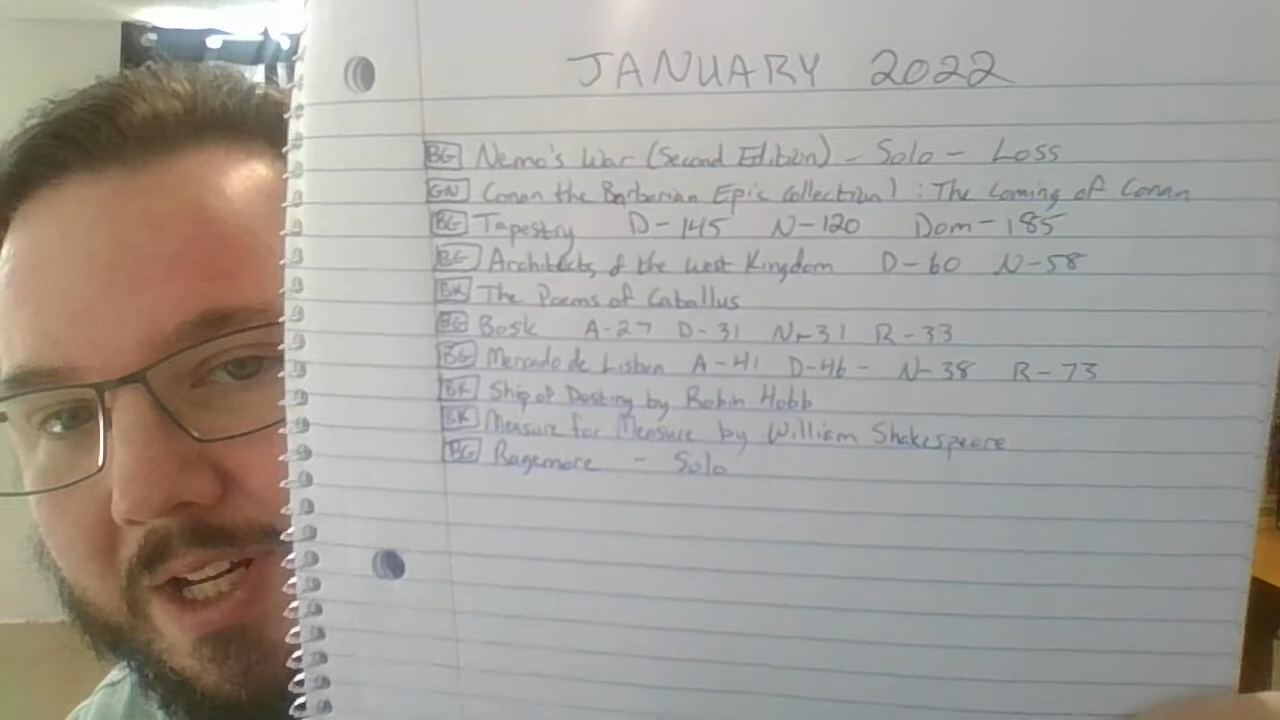 JANUARY 2022
BG Nemo's War (Second Edition) - Solo - Loss
GN Conan the Barbarian Epic Collection 1: The Coming of Conan
BG Tapestry D-145 N-120 Dom-185
BG Architects of the West Kingdom D-60 N-58
BK The Poems of Caballus
BG Bosk A-27 D-31 N-31 R-33
BG Mercado de Lisboa A-41 D-46- N-38 R-73
BK Ship of Destiny by Robin Hobb
BK Measure for Measure by William Shakespeare
BG Ragemore - Solo